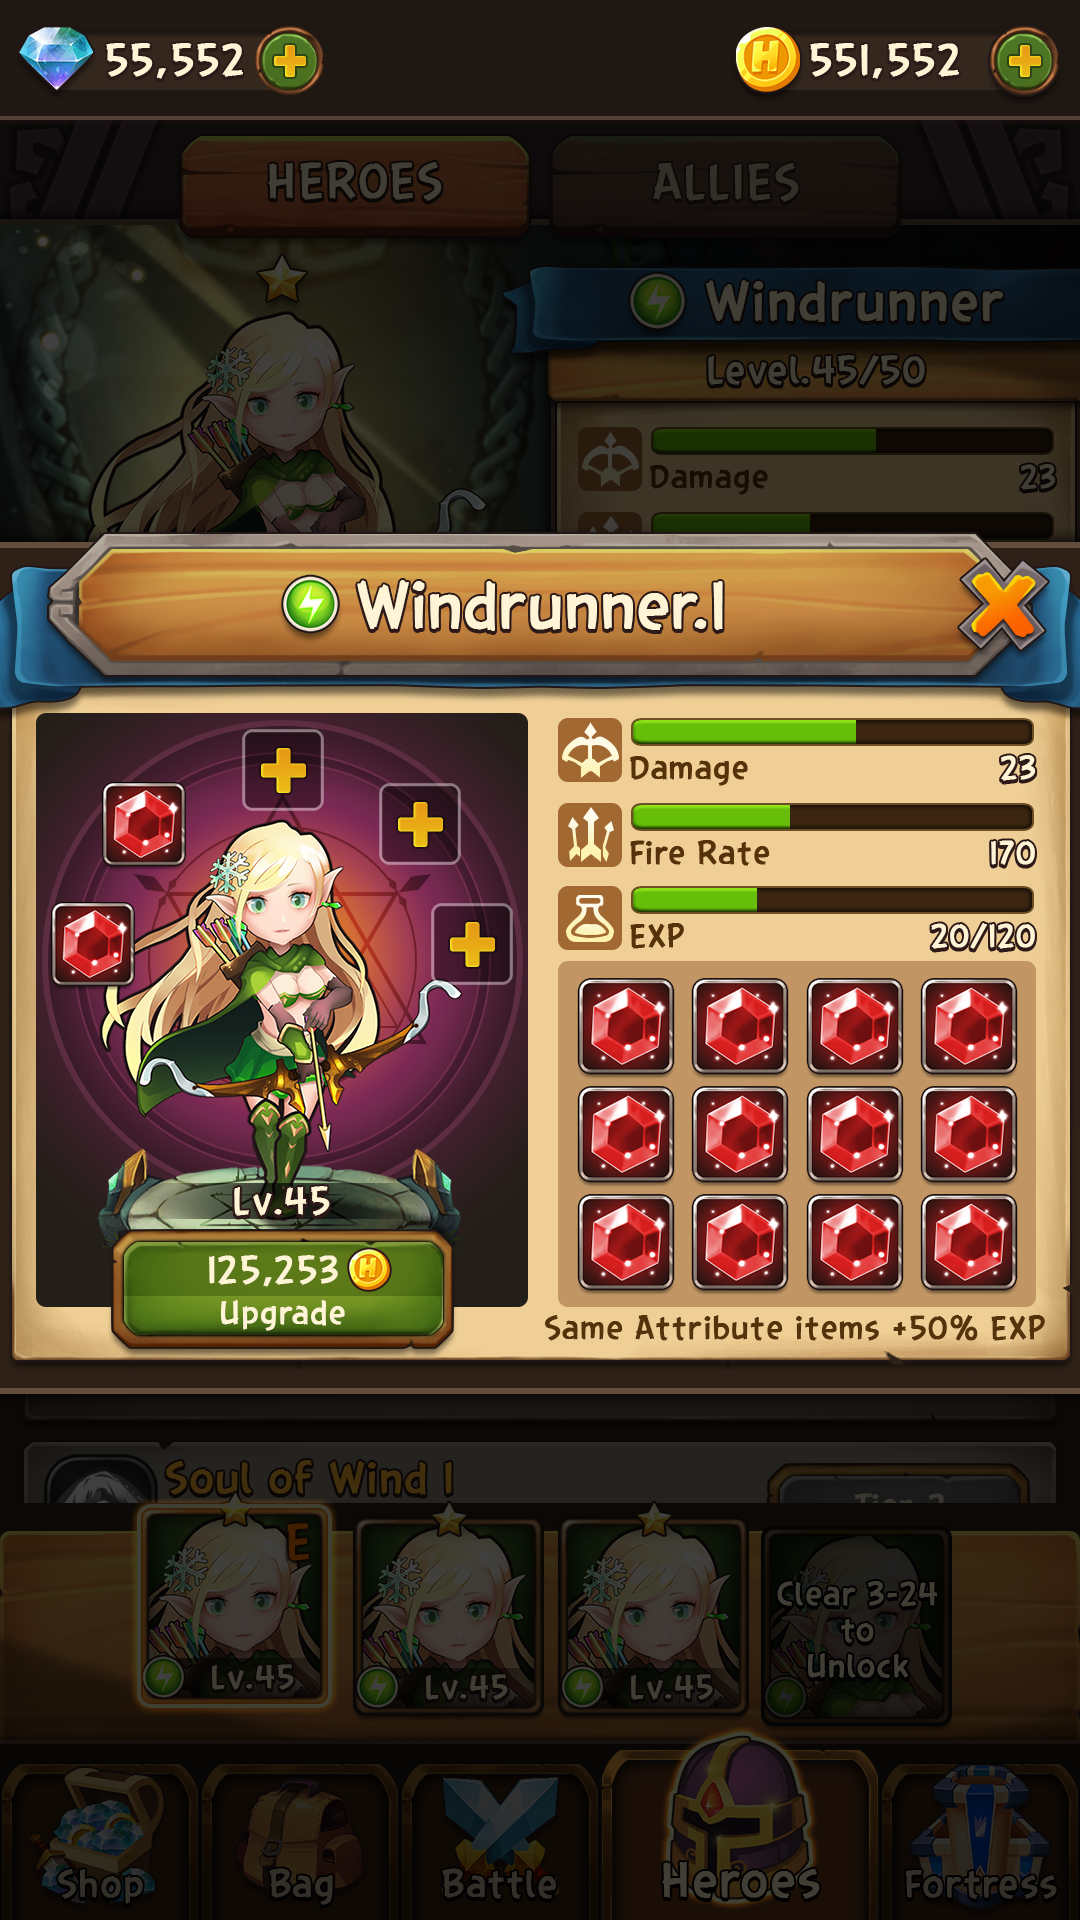 55,552
551,552
HEROES
ALLIES
Windrunner
Level.45/50
Damage
23
Windrunner.1
Damage
23
Fire Rate
170
EXP
20/120
Lv.45
125,253
Upgrade
Same Attribute items +50% EXP
Soul of Wind 1
E
Lv.45
Lv.45
Lv.45
Clear 3-24
to
Unlock
Shop
Bag
Battle
Heroes
Fortress